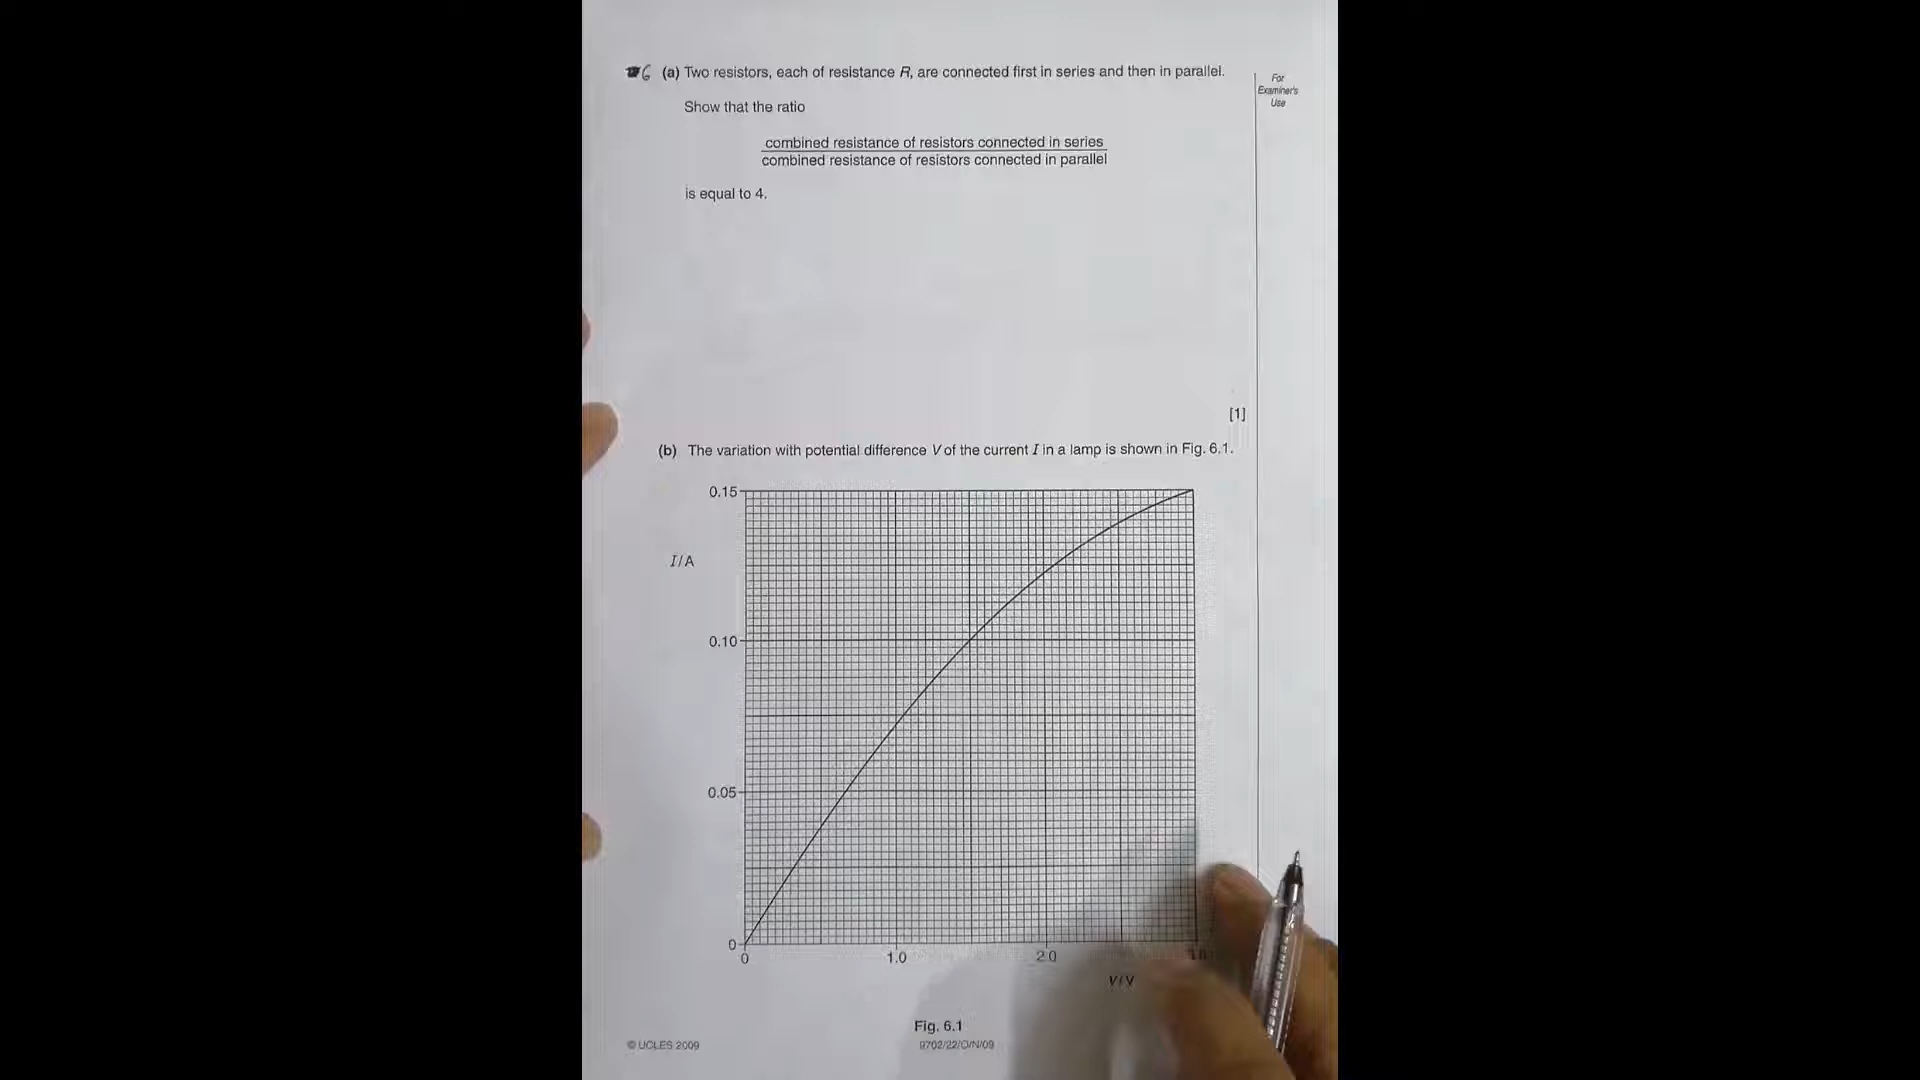 6 (a) Two resistors, each of resistance R, are connected first in series and then in parallel.
For
Examiner's
Use
Show that the ratio
combined resistance of resistors connected in series
combined resistance of resistors connected in parallel
is equal to 4.
[1]
(b) The variation with potential difference V of the current I in a lamp is shown in Fig. 6.1.
0.15
I/A
0.10
0.05
0
0 1.0 2.0
V/V
Fig. 6.1
© UCLES 2009 9702/22/O/N/09